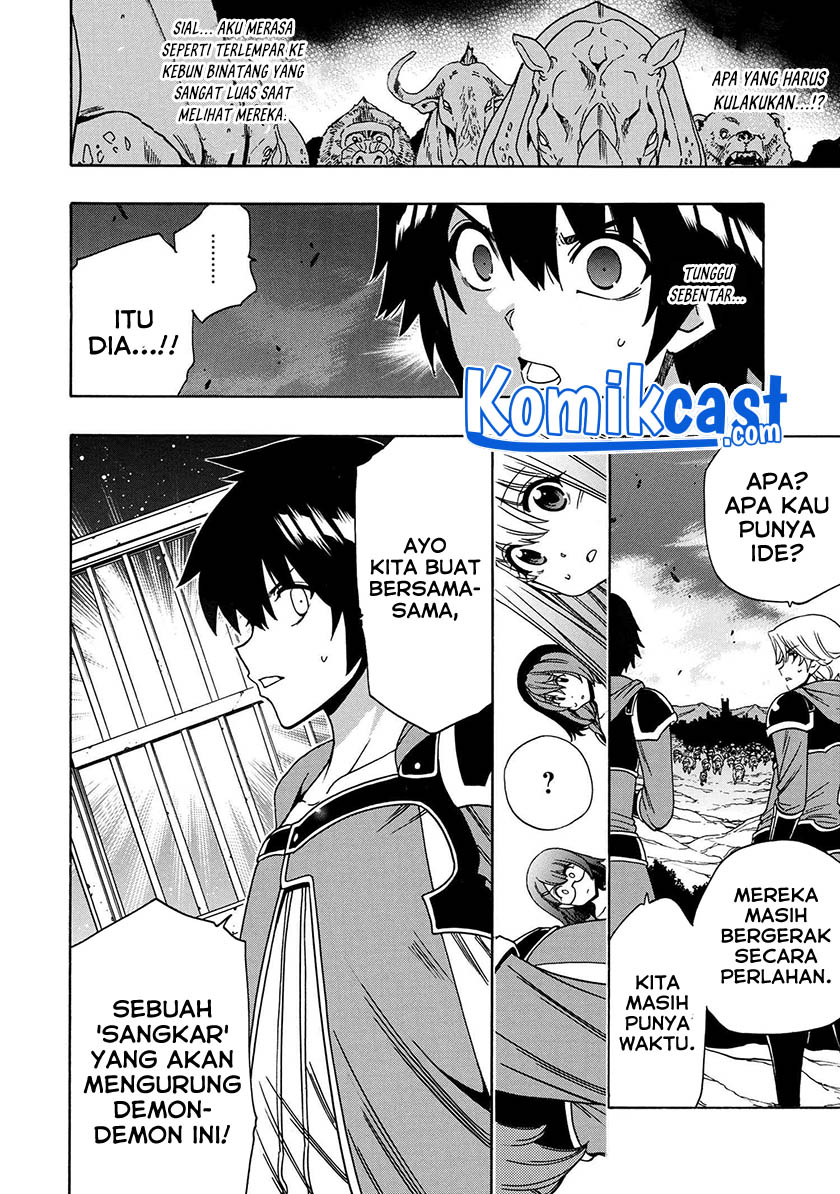 APA YANG HARUS
KULAKUKAN...!?
SIAL... AKU MERASA
SEPERTI TERLEMPAR KE
KEBUN BINATANG YANG
SANGAT LUAS SAAT
MELIHAT MEREKA.
TUNGGU
SEBENTAR...
........
ITU
DIA...!!
Komikcast
.com
APA?
APA KAU
PUNYA
IDE?
MEREKA
MASIH
BERGERAK
SECARA
PERLAHAN.
KITA
MASIH
PUNYA
WAKTU.
?
AYO
KITA BUAT
BERSAMA-
SAMA,
SEBUAH
'SANGKAR'
YANG AKAN
MENGURUNG
DEMON-
DEMON INI!